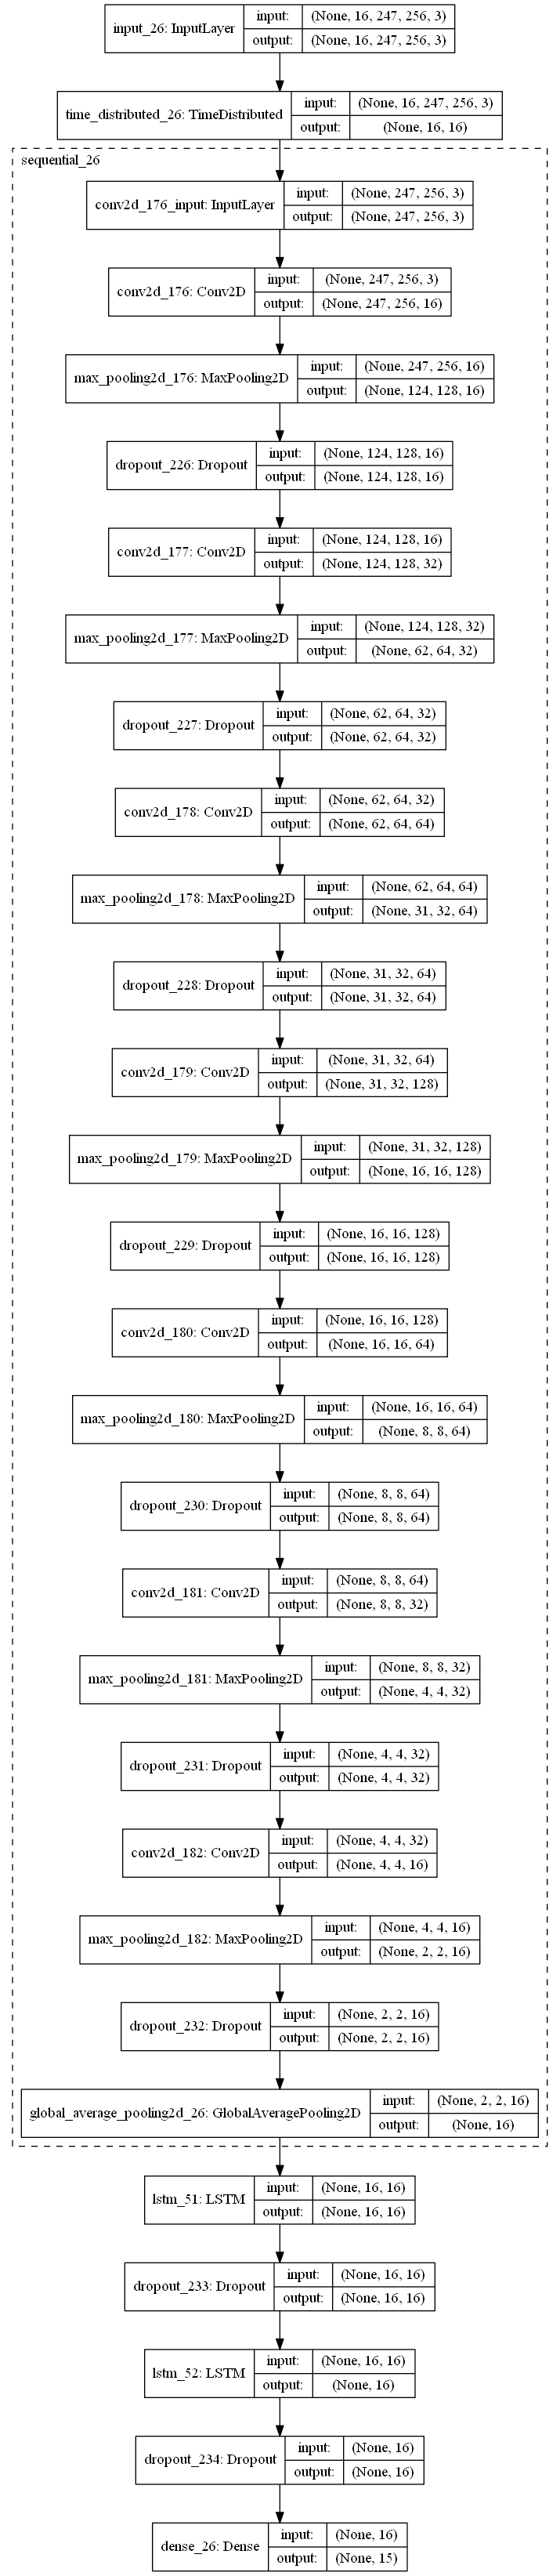 input_26: InputLayer
input: (None, 16, 247, 256, 3)
output: (None, 16, 247, 256, 3)
time_distributed_26: TimeDistributed
input: (None, 16, 247, 256, 3)
output: (None, 16, 16)
sequential_26
conv2d_176_input: InputLayer
input: (None, 247, 256, 3)
output: (None, 247, 256, 3)
conv2d_176: Conv2D
input: (None, 247, 256, 3)
output: (None, 247, 256, 16)
max_pooling2d_176: MaxPooling2D
input: (None, 247, 256, 16)
output: (None, 124, 128, 16)
dropout_226: Dropout
input: (None, 124, 128, 16)
output: (None, 124, 128, 16)
conv2d_177: Conv2D
input: (None, 124, 128, 16)
output: (None, 124, 128, 32)
max_pooling2d_177: MaxPooling2D
input: (None, 124, 128, 32)
output: (None, 62, 64, 32)
dropout_227: Dropout
input: (None, 62, 64, 32)
output: (None, 62, 64, 32)
conv2d_178: Conv2D
input: (None, 62, 64, 32)
output: (None, 62, 64, 64)
max_pooling2d_178: MaxPooling2D
input: (None, 62, 64, 64)
output: (None, 31, 32, 64)
dropout_228: Dropout
input: (None, 31, 32, 64)
output: (None, 31, 32, 64)
conv2d_179: Conv2D
input: (None, 31, 32, 64)
output: (None, 31, 32, 128)
max_pooling2d_179: MaxPooling2D
input: (None, 31, 32, 128)
output: (None, 16, 16, 128)
dropout_229: Dropout
input: (None, 16, 16, 128)
output: (None, 16, 16, 128)
conv2d_180: Conv2D
input: (None, 16, 16, 128)
output: (None, 16, 16, 64)
max_pooling2d_180: MaxPooling2D
input: (None, 16, 16, 64)
output: (None, 8, 8, 64)
dropout_230: Dropout
input: (None, 8, 8, 64)
output: (None, 8, 8, 64)
conv2d_181: Conv2D
input: (None, 8, 8, 64)
output: (None, 8, 8, 32)
max_pooling2d_181: MaxPooling2D
input: (None, 8, 8, 32)
output: (None, 4, 4, 32)
dropout_231: Dropout
input: (None, 4, 4, 32)
output: (None, 4, 4, 32)
conv2d_182: Conv2D
input: (None, 4, 4, 32)
output: (None, 4, 4, 16)
max_pooling2d_182: MaxPooling2D
input: (None, 4, 4, 16)
output: (None, 2, 2, 16)
dropout_232: Dropout
input: (None, 2, 2, 16)
output: (None, 2, 2, 16)
global_average_pooling2d_26: GlobalAveragePooling2D
input: (None, 2, 2, 16)
output: (None, 16)
lstm_51: LSTM
input: (None, 16, 16)
output: (None, 16, 16)
dropout_233: Dropout
input: (None, 16, 16)
output: (None, 16, 16)
lstm_52: LSTM
input: (None, 16, 16)
output: (None, 16)
dropout_234: Dropout
input: (None, 16)
output: (None, 16)
dense_26: Dense
input: (None, 16)
output: (None, 15)